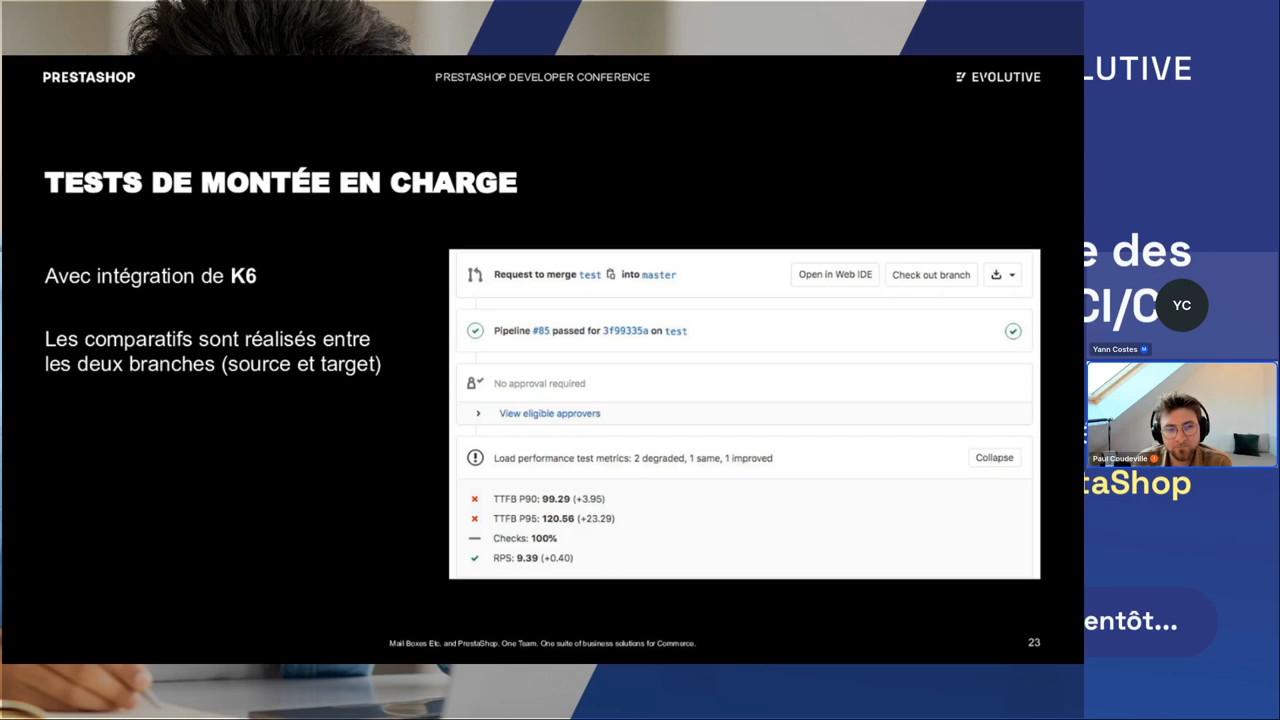 PRESTASHOP
PRESTASHOP DEVELOPER CONFERENCE
EVOLUTIVE
TESTS DE MONTÉE EN CHARGE
Avec intégration de K6
Les comparatifs sont réalisés entre
les deux branches (source et target)
Request to merge test into master
Open in Web IDE
Check out branch
Pipeline #85 passed for 3f99335a on test
No approval required
View eligible approvers
Load performance test metrics: 2 degraded, 1 same, 1 improved
Collapse
TTFB P90: 99.29 (+3.95)
TTFB P95: 120.56 (+23.29)
Checks: 100%
RPS: 9.39 (+0.40)
Mail Boxes Etc. and PrestaShop. One Team. One suite of business solutions for Commerce.
23
LUTIVE
e des
CI/C
YC
Yann Costes
Paul Coudeville
taShop
entôt...